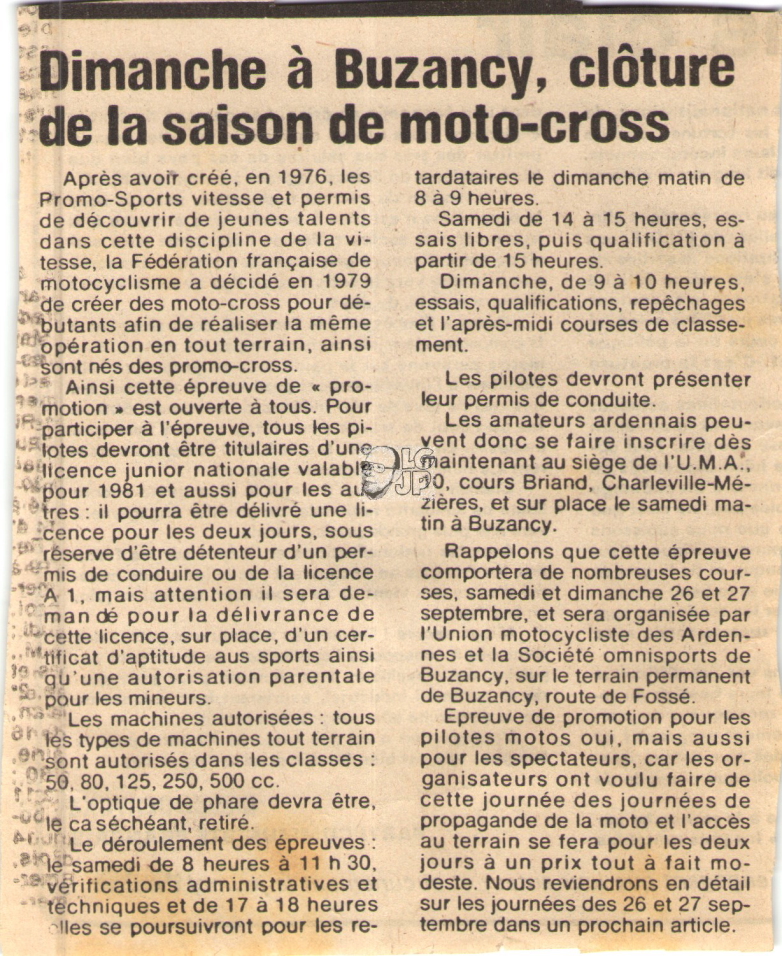 Dimanche à Buzancy, clôture
de la saison de moto-cross
Après avoir créé, en 1976, les
Promo-Sports vitesse et permis
de découvrir de jeunes talents
dans cette discipline de la vi-
tesse, la Fédération française de
motocyclisme a décidé en 1979
de créer des moto-cross pour dé-
butants afin de réaliser la même
opération en tout terrain, ainsi
sont nés des promo-cross.
Ainsi cette épreuve de « pro-
motion » est ouverte à tous. Pour
participer à l'épreuve, tous les pi-
lotes devront être titulaires d'une
licence junior nationale valable
pour 1981 et aussi pour les au
tres : il pourra être délivré une li-
cence pour les deux jours, sous
réserve d'être détenteur d'un per-
mis de conduire ou de la licence
A 1, mais attention il sera de-
mandé pour la délivrance de
cette licence, sur place, d'un cer-
tificat d'aptitude aus sports ainsi
qu'une autorisation parentale
pour les mineurs.
Les machines autorisées : tous
les types de machines tout terrain
sont autorisés dans les classes :
50, 80, 125, 250, 500 cc.
L'optique de phare devra être,
le ca séchéant, retiré.
Le déroulement des épreuves :
le samedi de 8 heures à 11 h 30,
vérifications administratives et
techniques et de 17 à 18 heures
elles se poursuivront pour les re-
tardataires le dimanche matin de
8 à 9 heures.
Samedi de 14 à 15 heures, es-
sais libres, puis qualification à
partir de 15 heures.
Dimanche, de 9 à 10 heures,
essais, qualifications, repêchages
et l'après-midi courses de classe-
ment.
Les pilotes devront présenter
leur permis de conduite.
Les amateurs ardennais peu-
vent donc se faire inscrire dès
maintenant au siège de l'U.M.A.,
cours Briand, Charleville-Mé-
zières, et sur place le samedi ma-
tin à Buzancy.
Rappelons que cette épreuve
comportera de nombreuses cour-
ses, samedi et dimanche 26 et 27
septembre, et sera organisée par
l'Union motocycliste des Arden-
nes et la Société omnisports de
Buzancy, sur le terrain permanent
de Buzancy, route de Fossé.
Epreuve de promotion pour les
pilotes motos oui, mais aussi
pour les spectateurs, car les or-
ganisateurs ont voulu faire de
cette journée des journées de
propagande de la moto et l'accès
au terrain se fera pour les deux
jours à un prix tout à fait mo-
deste. Nous reviendrons en détail
sur les journées des 26 et 27 sep-
tembre dans un prochain article.
LG
JP